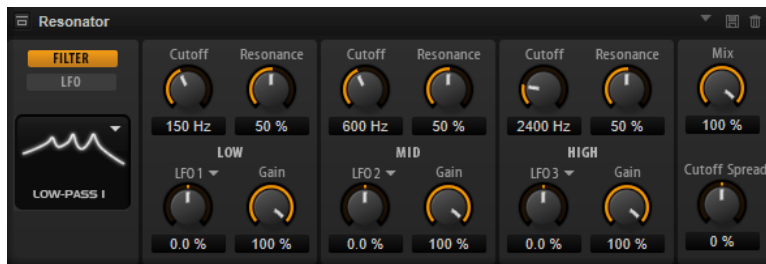 Resonator
FILTER
LFO
LOW-PASS I
Cutoff Resonance
150 Hz 50 %
LOW
LFO 1 Gain
0.0 % 100 %
Cutoff Resonance
600 Hz 50 %
MID
LFO 2 Gain
0.0 % 100 %
Cutoff Resonance
2400 Hz 50 %
HIGH
LFO 3 Gain
0.0 % 100 %
Mix
100 %
Cutoff Spread
0 %